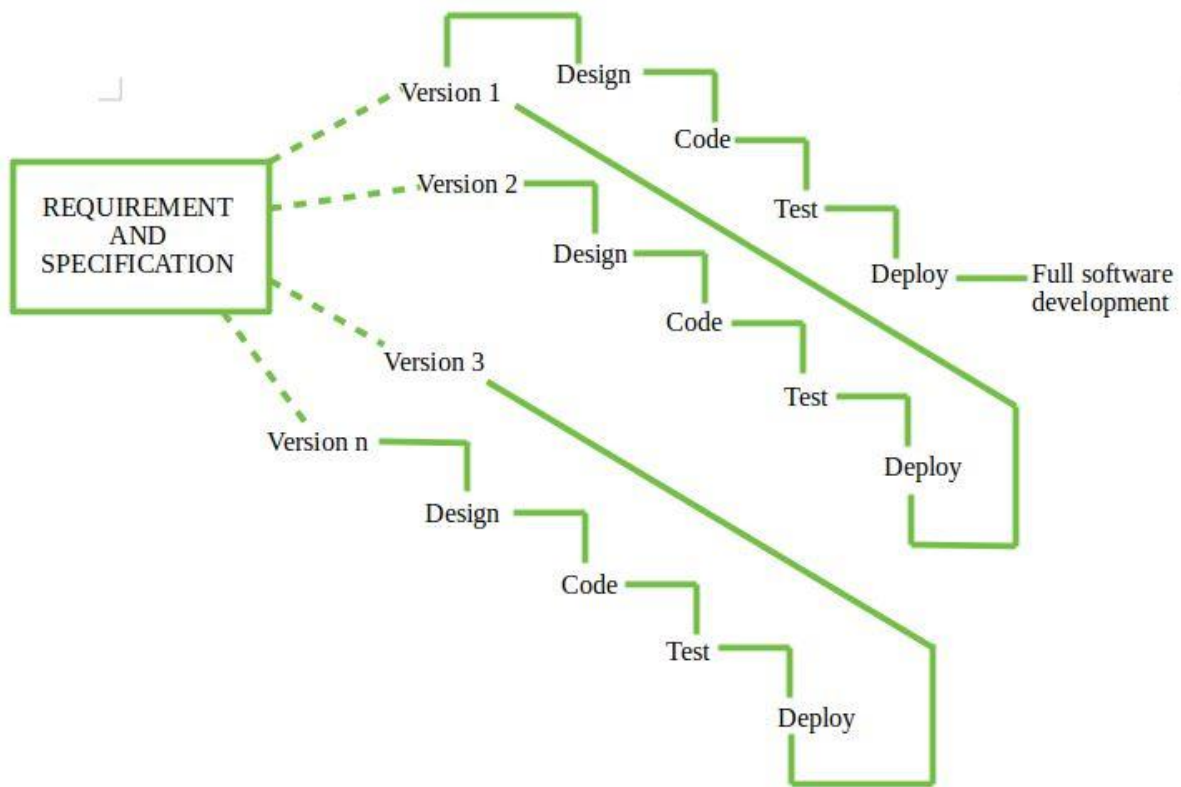 REQUIREMENT
AND
SPECIFICATION
Version 1
Design
Code
Test
Deploy
Full software
development
Version 2
Design
Code
Test
Deploy
Version 3
Version n
Design
Code
Test
Deploy